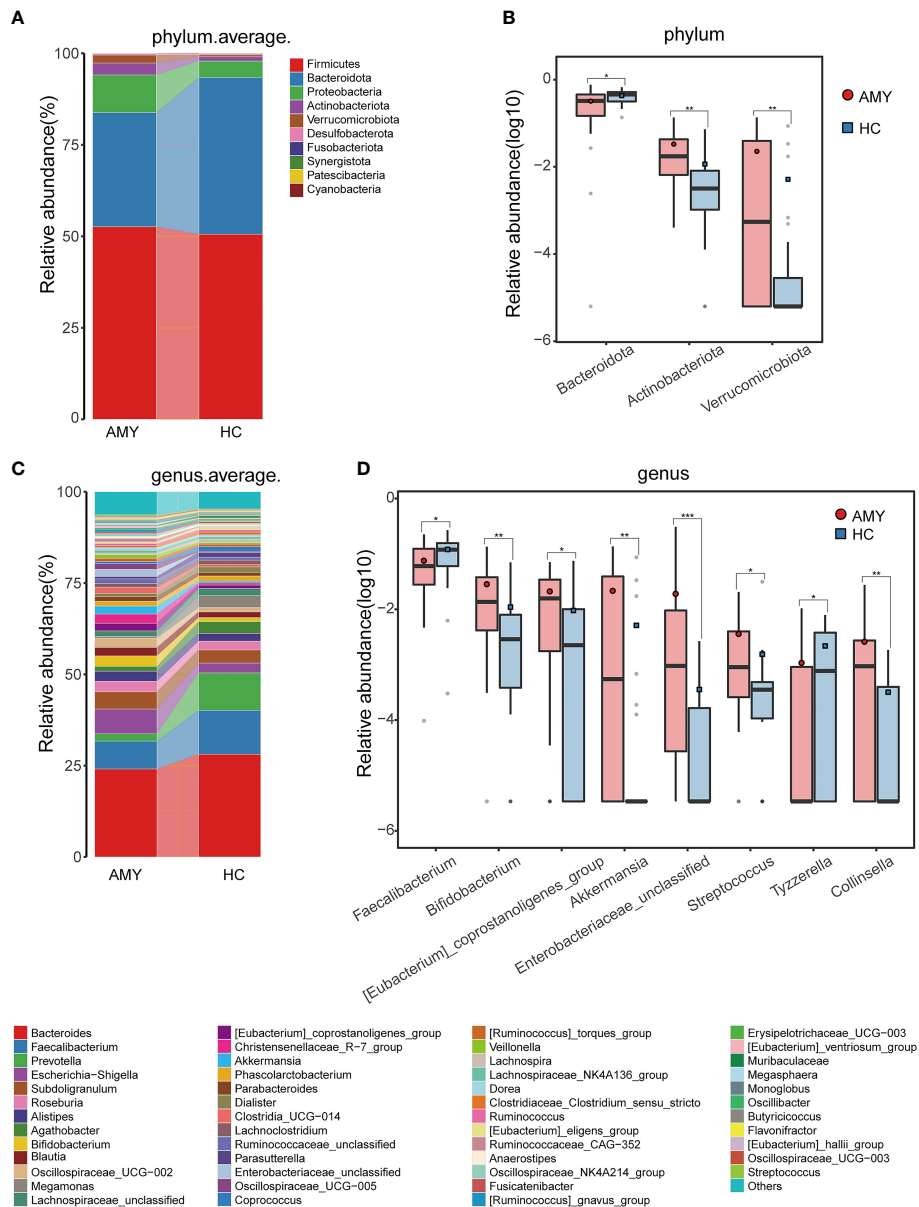 A
phylum.average.
Relative abundance(%)
100
75
50
25
0
AMY
HC
Firmicutes
Bacteroidota
Proteobacteria
Actinobacteriota
Verrucomicrobiota
Desulfobacterota
Fusobacteriota
Synergistota
Patescibacteria
Cyanobacteria
B
phylum
Relative abundance(log10)
0
−2
−4
−6
*
**
**
AMY
HC
Bacteroidota
Actinobacteriota
Verrucomicrobiota
C
genus.average.
Relative abundance(%)
100
75
50
25
0
AMY
HC
D
genus
Relative abundance(log10)
0
−2
−4
−6
*
**
*
**
***
*
*
**
AMY
HC
Faecalibacterium
Bifidobacterium
[Eubacterium]_coprostanoligenes_group
Akkermansia
Enterobacteriaceae_unclassified
Streptococcus
Tyzzerella
Collinsella
Bacteroides
Faecalibacterium
Prevotella
Escherichia−Shigella
Subdoligranulum
Roseburia
Alistipes
Agathobacter
Bifidobacterium
Blautia
Oscillospiraceae_UCG−002
Megamonas
Lachnospiraceae_unclassified
[Eubacterium]_coprostanoligenes_group
Christensenellaceae_R−7_group
Akkermansia
Phascolarctobacterium
Parabacteroides
Dialister
Clostridia_UCG−014
Lachnoclostridium
Ruminococcaceae_unclassified
Parasutterella
Enterobacteriaceae_unclassified
Oscillospiraceae_UCG−005
Coprococcus
[Ruminococcus]_torques_group
Veillonella
Lachnospira
Lachnospiraceae_NK4A136_group
Dorea
Clostridiaceae_Clostridium_sensu_stricto
Ruminococcus
[Eubacterium]_eligens_group
Ruminococcaceae_CAG−352
Anaerostipes
Oscillospiraceae_NK4A214_group
Fusicatenibacter
[Ruminococcus]_gnavus_group
Erysipelotrichaceae_UCG−003
[Eubacterium]_ventriosum_group
Muribaculaceae
Megasphaera
Monoglobus
Oscillibacter
Butyricicoccus
Flavonifractor
[Eubacterium]_hallii_group
Oscillospiraceae_UCG−003
Streptococcus
Others